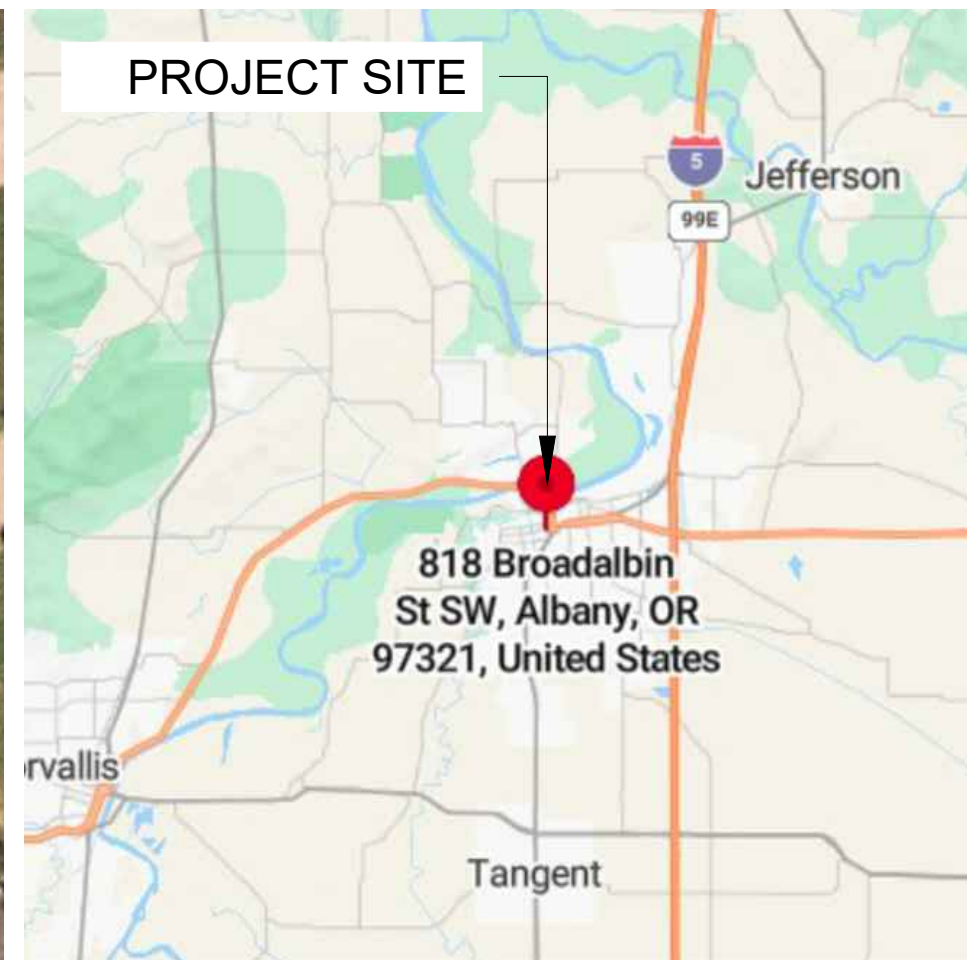 PROJECT SITE
5
Jefferson
99E
818 Broadalbin
St SW, Albany, OR
97321, United States
rvallis
Tangent